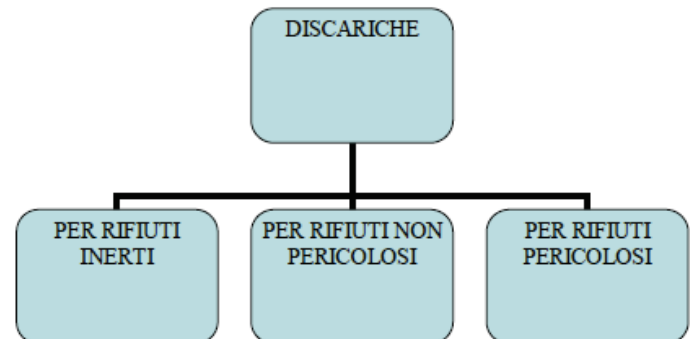 DISCARICHE
PER RIFIUTI
INERTI
PER RIFIUTI NON
PERICOLOSI
PER RIFIUTI
PERICOLOSI